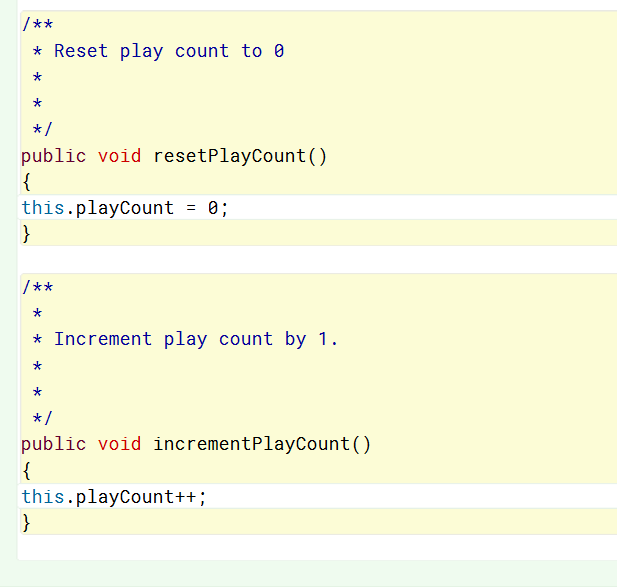 /**
 * Reset play count to 0
 *
 *
 */
public void resetPlayCount()
{
this.playCount = 0;
}
/**
 *
 * Increment play count by 1.
 *
 *
 */
public void incrementPlayCount()
{
this.playCount++;
}